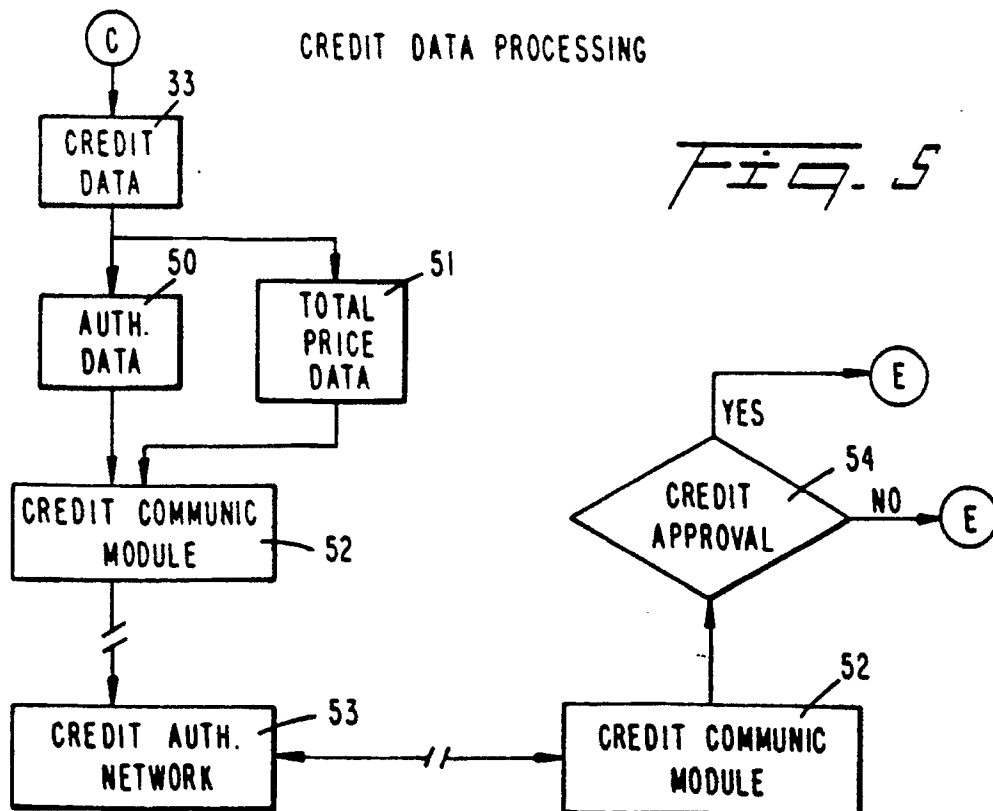 C
CREDIT DATA PROCESSING
33
CREDIT
DATA
Fig. 5
50
AUTH.
DATA
51
TOTAL
PRICE
DATA
E
YES
54
CREDIT
APPROVAL
NO
E
CREDIT COMMUNIC
MODULE
52
53
CREDIT AUTH.
NETWORK
52
CREDIT COMMUNIC
MODULE